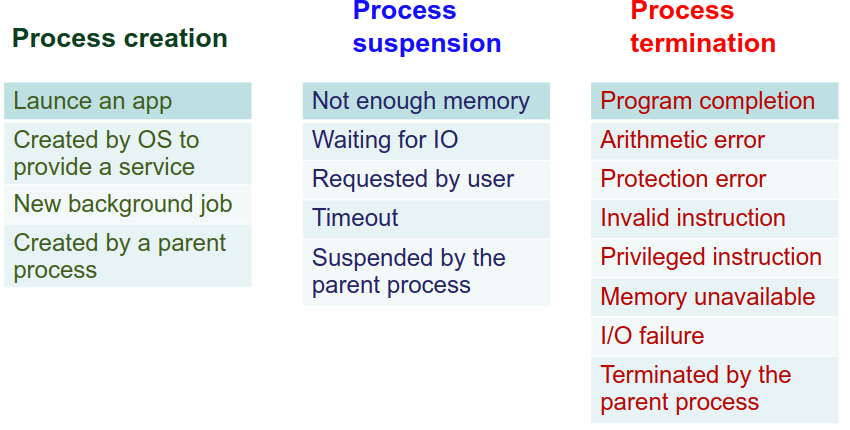 Process creation
Launce an app
Created by OS to
provide a service
New background job
Created by a parent
process
Process
suspension
Not enough memory
Waiting for IO
Requested by user
Timeout
Suspended by the
parent process
Process
termination
Program completion
Arithmetic error
Protection error
Invalid instruction
Privileged instruction
Memory unavailable
I/O failure
Terminated by the
parent process